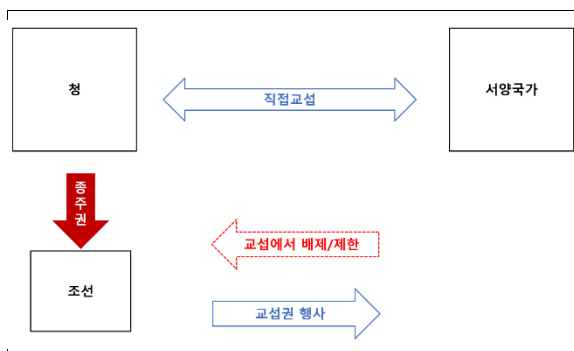 청
직접교섭
서양국가
종주권
교섭에서 배제/제한
조선
교섭권 행사